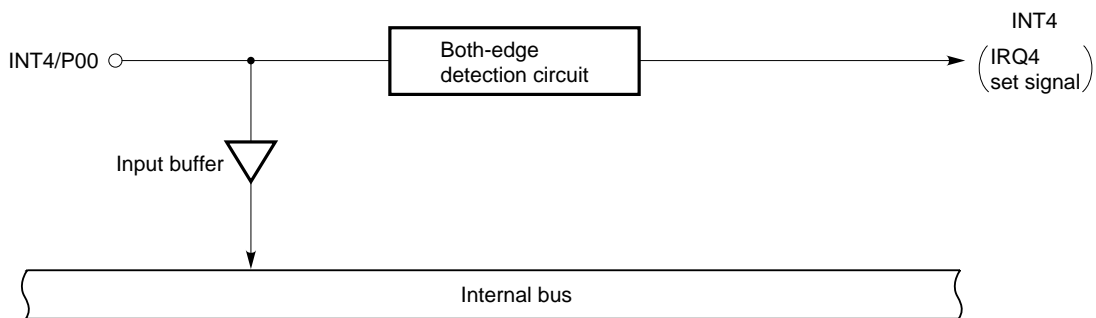 INT4
INT4/P00
Both-edge
detection circuit
(IRQ4
set signal)
Input buffer
Internal bus